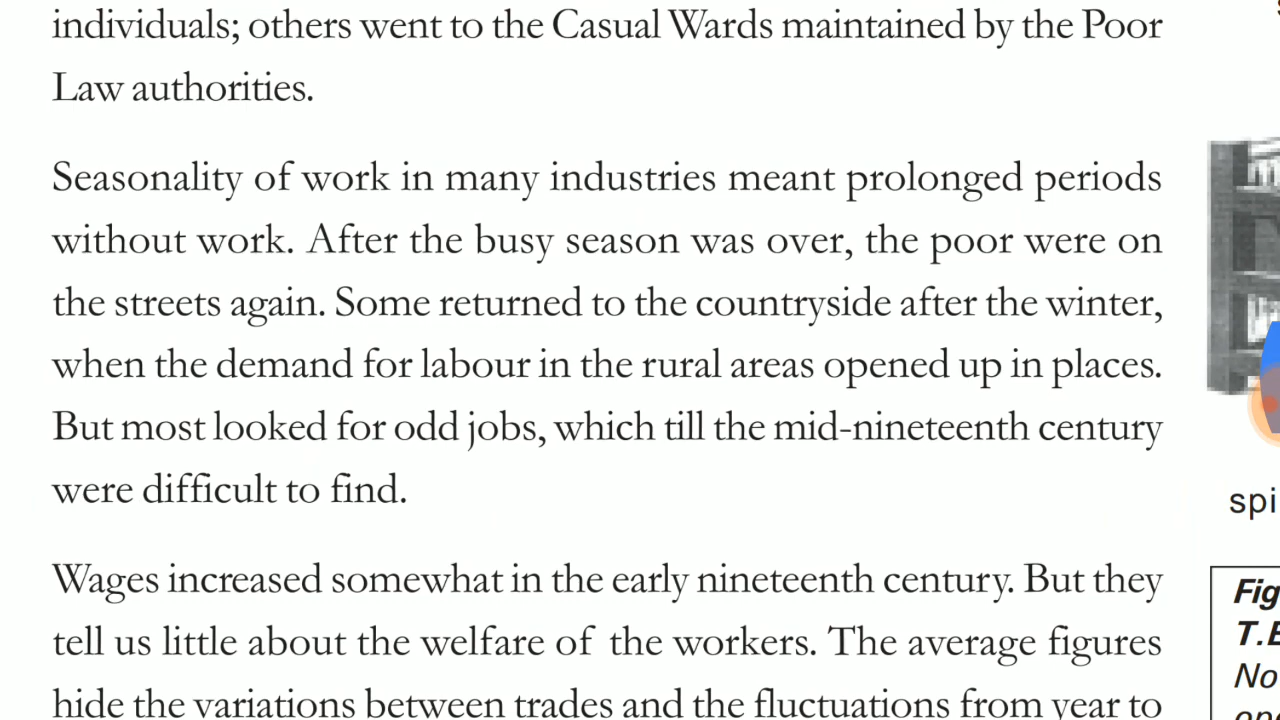 individuals; others went to the Casual Wards maintained by the Poor
Law authorities.
Seasonality of work in many industries meant prolonged periods
without work. After the busy season was over, the poor were on
the streets again. Some returned to the countryside after the winter,
when the demand for labour in the rural areas opened up in places.
But most looked for odd jobs, which till the mid-nineteenth century
were difficult to find.
Wages increased somewhat in the early nineteenth century. But they
tell us little about the welfare of the workers. The average figures
hide the variations between trades and the fluctuations from year to
spi
Fig
T.E
No